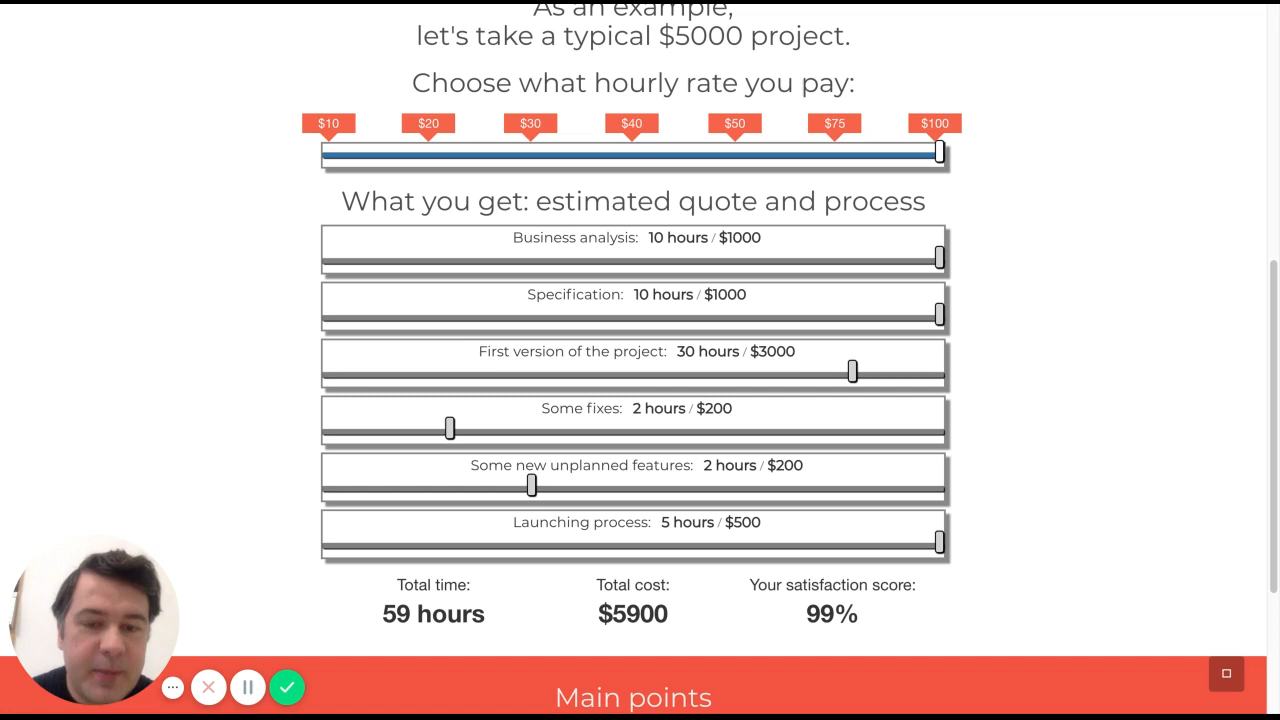 As an example,
let's take a typical $5000 project.
Choose what hourly rate you pay:
$10 $20 $30 $40 $50 $75 $100
What you get: estimated quote and process
Business analysis: 10 hours / $1000
Specification: 10 hours / $1000
First version of the project: 30 hours / $3000
Some fixes: 2 hours / $200
Some new unplanned features: 2 hours / $200
Launching process: 5 hours / $500
Total time: Total cost: Your satisfaction score:
59 hours $5900 99%
Main points